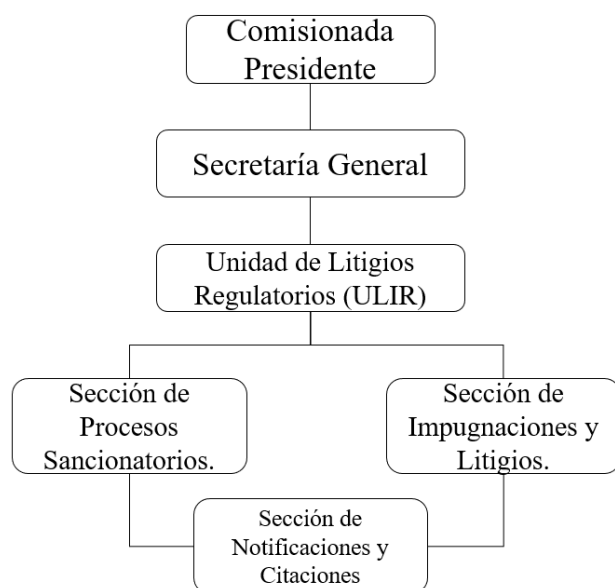 Comisionada
Presidente
Secretaría General
Unidad de Litigios
Regulatorios (ULIR)
Sección de
Procesos
Sancionatorios.
Sección de
Impugnaciones y
Litigios.
Sección de
Notificaciones y
Citaciones